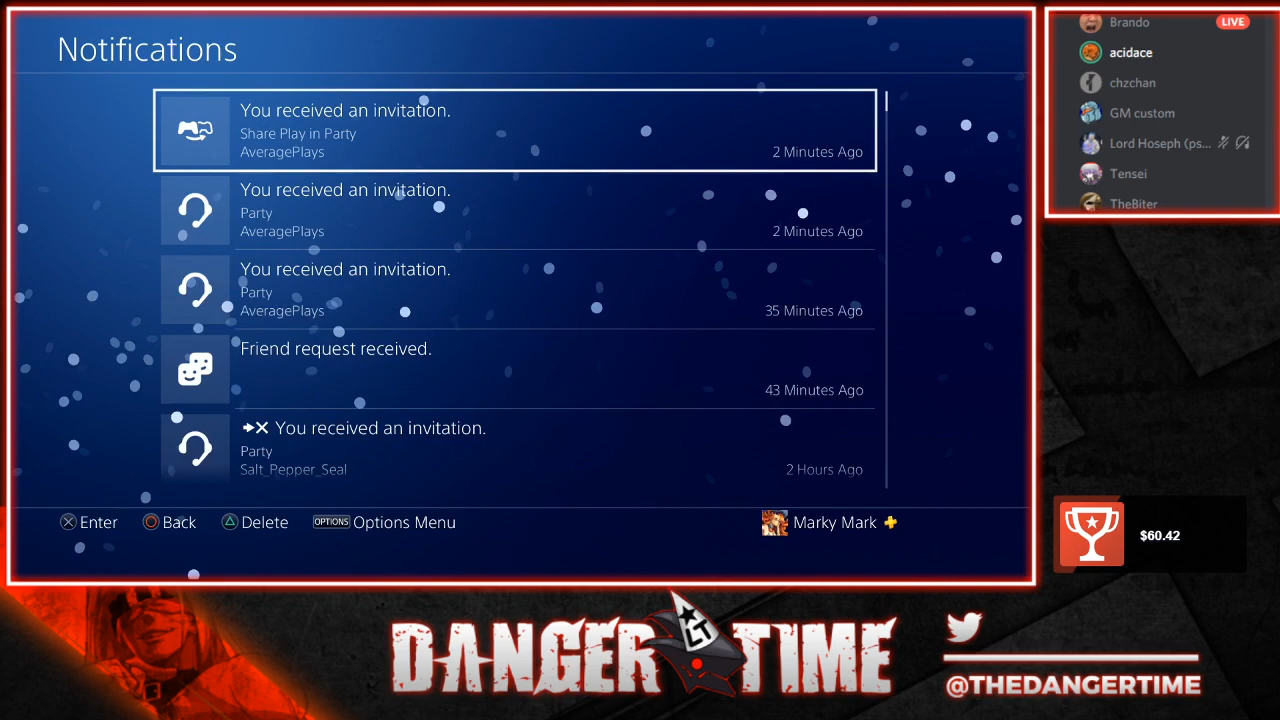 Notifications
You received an invitation.
Share Play in Party
AveragePlays
2 Minutes Ago
You received an invitation.
Party
AveragePlays
2 Minutes Ago
You received an invitation.
Party
AveragePlays
35 Minutes Ago
Friend request received.
43 Minutes Ago
You received an invitation.
Party
Salt_Pepper_Seal
2 Hours Ago
Enter
Back
Delete
OPTIONS Options Menu
Marky Mark
Brando LIVE
acidace
chzchan
GM custom
Lord Hoseph (ps...
Tensei
TheBiter
$60.42
DANGER LT TIME
@THEDANGERTIME